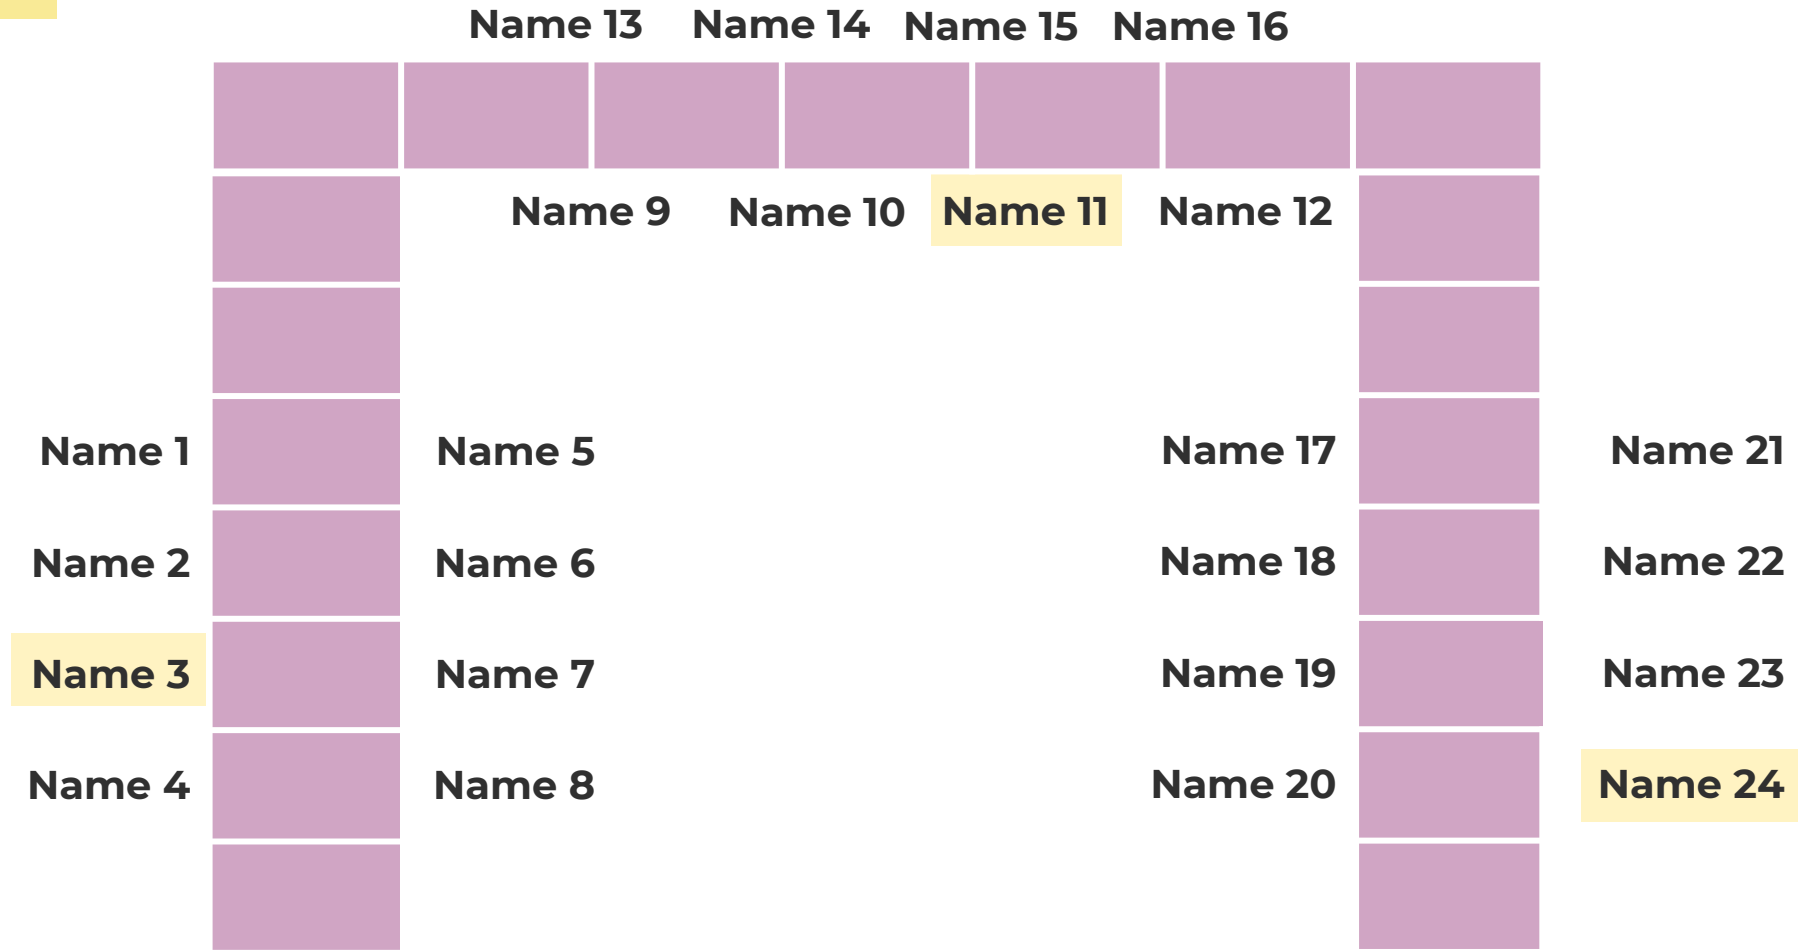 Name 13 Name 14 Name 15 Name 16
Name 9 Name 10 Name 11 Name 12
Name 1 Name 5 Name 17 Name 21
Name 2 Name 6 Name 18 Name 22
Name 3 Name 7 Name 19 Name 23
Name 4 Name 8 Name 20 Name 24